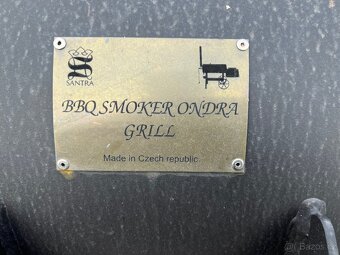 SANTRA
BBQ SMOKER ONDRA
GRILL
Made in Czech republic